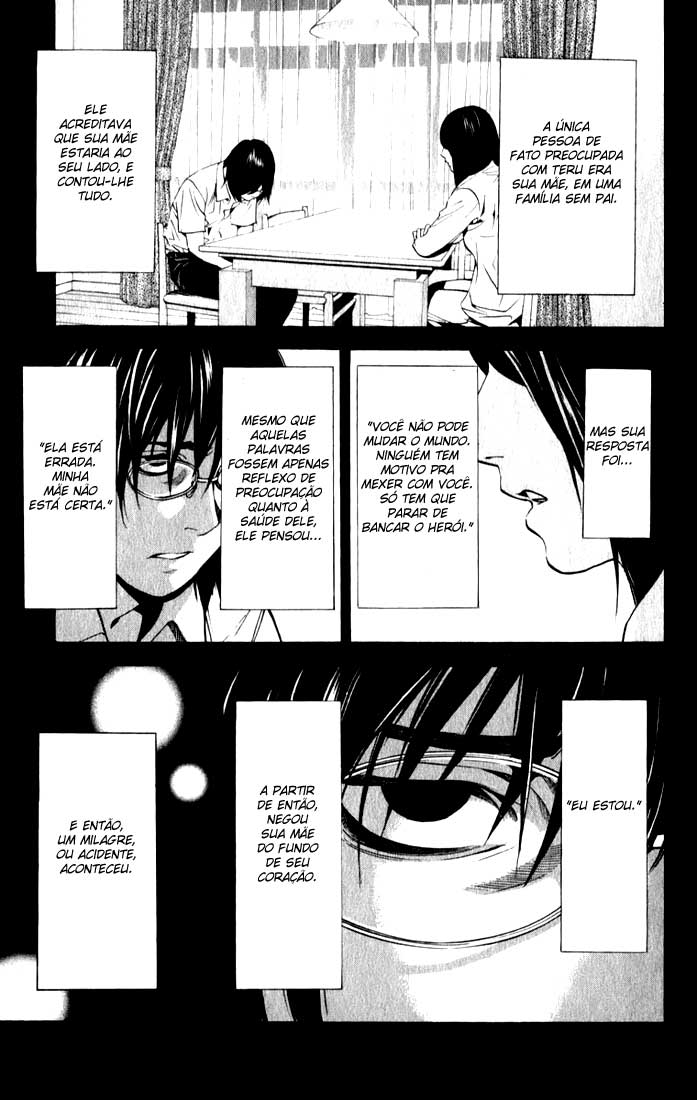 A ÚNICA
PESSOA DE
FATO PREOCUPADA
COM TERU ERA
SUA MÃE, EM UMA
FAMÍLIA SEM PAI.
ELE
ACREDITAVA
QUE SUA MÃE
ESTARIA AO
SEU LADO, E
CONTOU-LHE
TUDO.
MAS SUA
RESPOSTA
FOI...
"VOCÊ NÃO PODE
MUDAR O MUNDO.
NINGUÉM TEM
MOTIVO PRA
MEXER COM VOCÊ.
SÓ TEM QUE
PARAR DE
BANCAR O HERÓI."
MESMO QUE
AQUELAS
PALAVRAS
FOSSEM APENAS
REFLEXO DE
PREOCUPAÇÃO
QUANTO À
SAÚDE DELE,
ELE PENSOU...
"ELA ESTÁ
ERRADA.
MINHA
MÃE NÃO
ESTÁ CERTA."
"EU ESTOU."
A PARTIR
DE ENTÃO,
NEGOU
SUA MÃE
DO FUNDO
DE SEU
CORAÇÃO.
E ENTÃO,
UM MILAGRE,
OU ACIDENTE,
ACONTECEU.